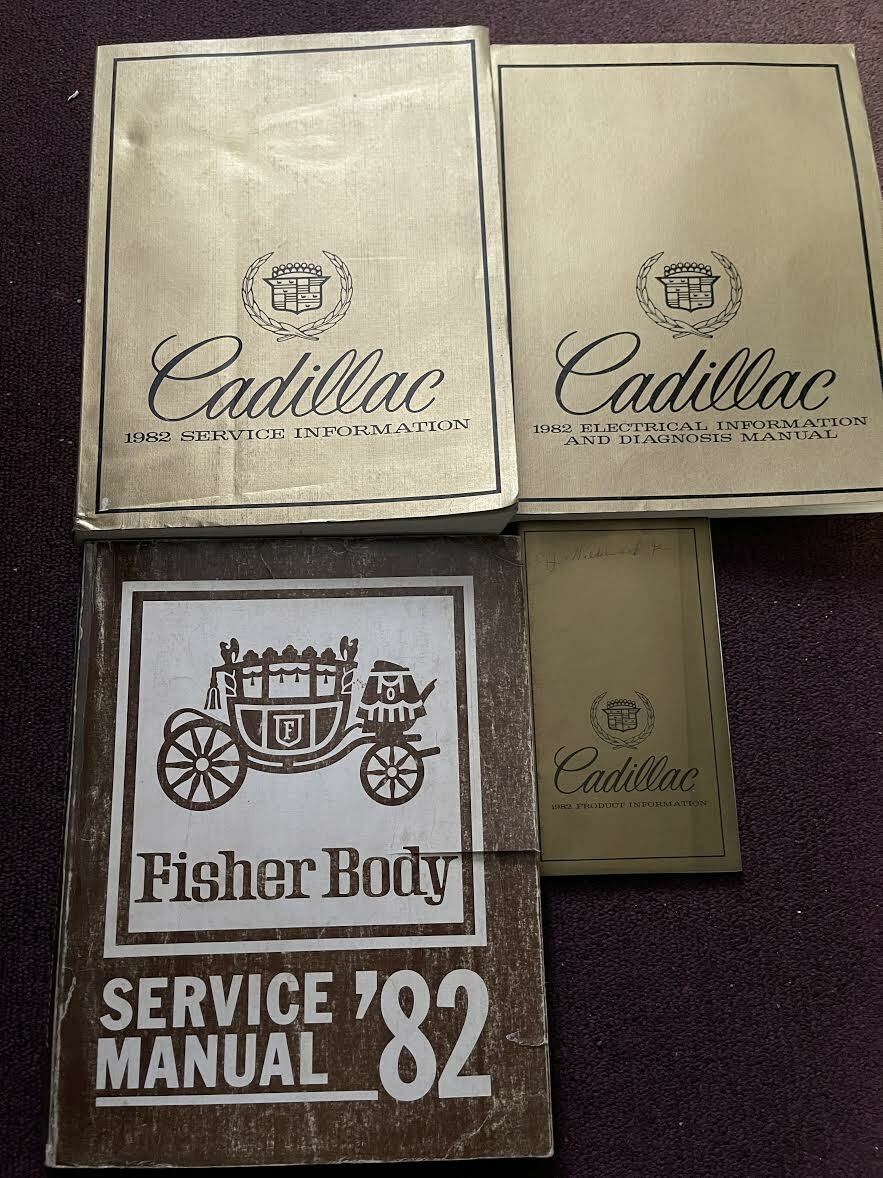 Cadillac
1982 SERVICE INFORMATION
Cadillac
1982 ELECTRICAL INFORMATION
AND DIAGNOSIS MANUAL
F
Fisher Body
SERVICE
MANUAL
'82
Cadillac
1982 PRODUCT INFORMATION